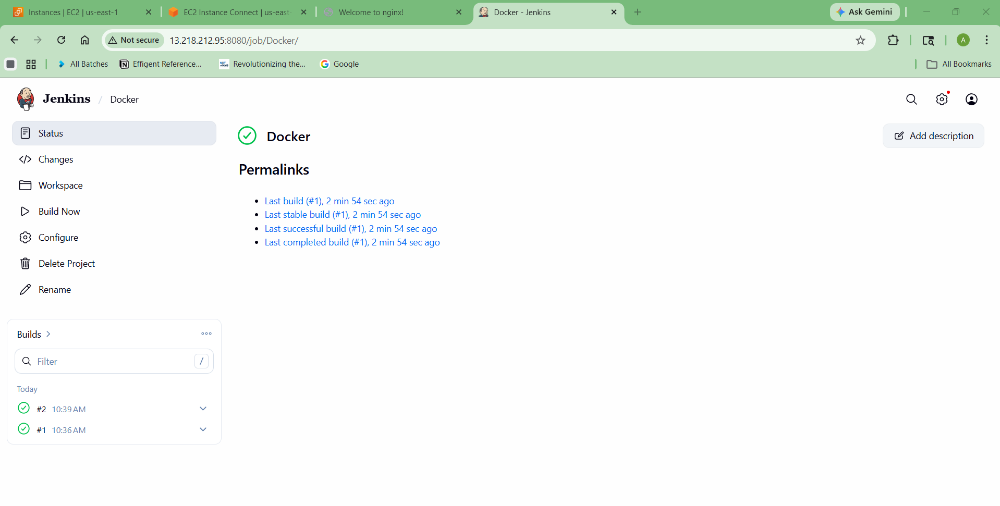 Instances | EC2 | us-east-1
EC2 Instance Connect | us-east-
Welcome to nginx!
Docker - Jenkins
Ask Gemini
Not secure
13.218.212.95:8080/job/Docker/
A
All Batches
Effigent Reference...
Revolutionizing the...
Google
All Bookmarks
Jenkins / Docker
Status
Changes
Workspace
Build Now
Configure
Delete Project
Rename
Builds
Filter
/
Today
#2 10:39 AM
#1 10:36 AM
Docker
Add description
Permalinks
Last build (#1), 2 min 54 sec ago
Last stable build (#1), 2 min 54 sec ago
Last successful build (#1), 2 min 54 sec ago
Last completed build (#1), 2 min 54 sec ago